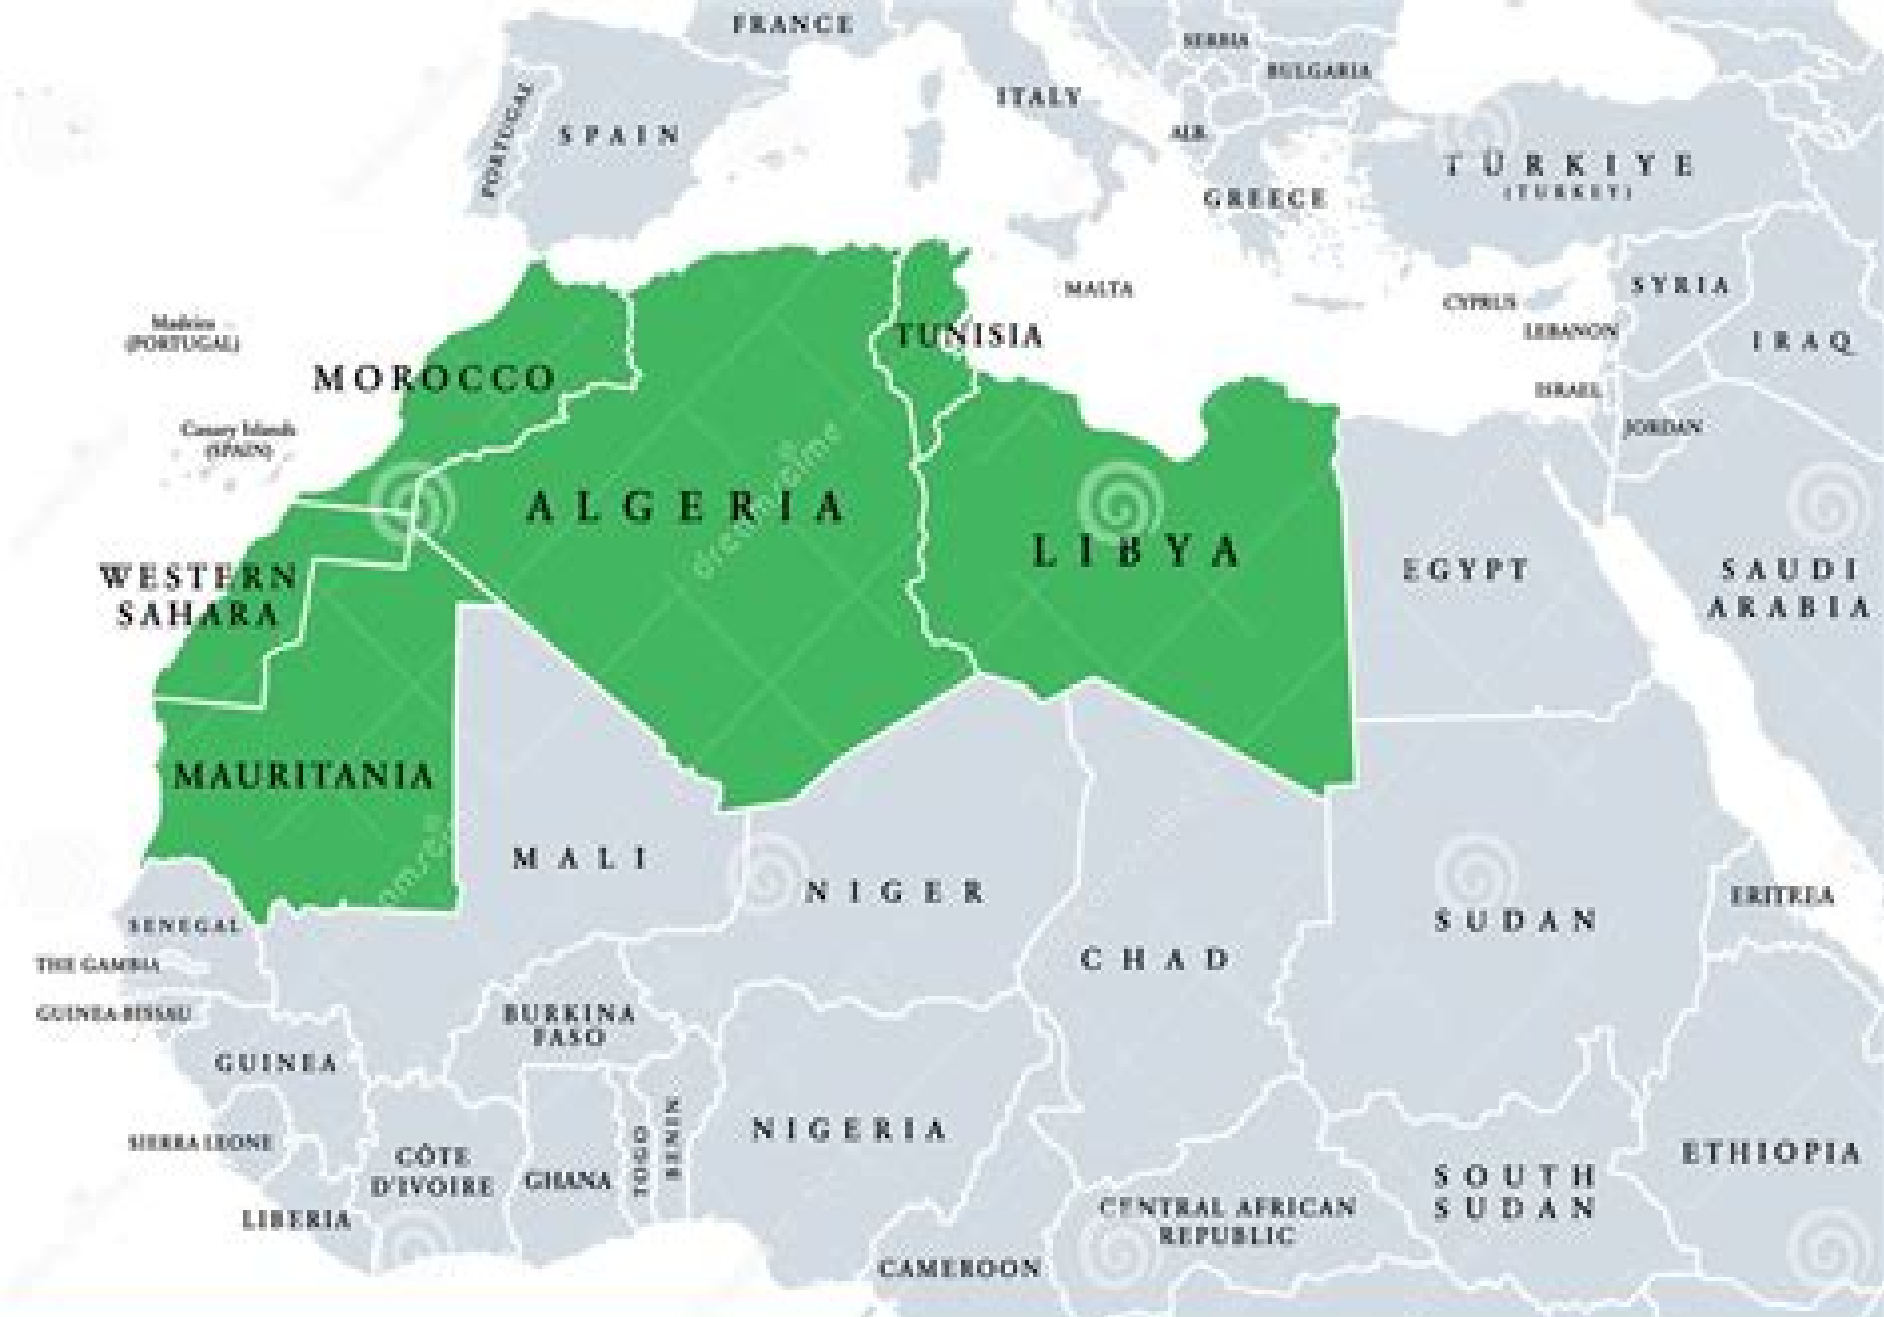 FRANCE
SERBIA
BULGARIA
ITALY
PORTUGAL
SPAIN
ALB.
TÜRKIYE
(TURKEY)
GREECE
MALTA
CYPRUS
SYRIA
LEBANON
IRAQ
Madeira
(PORTUGAL)
TUNISIA
MOROCCO
ISRAEL
JORDAN
Canary Islands
(SPAIN)
ALGERIA
LIBYA
EGYPT
SAUDI
ARABIA
WESTERN
SAHARA
MAURITANIA
MALI
NIGER
SUDAN
ERITREA
SENEGAL
CHAD
THE GAMBIA
GUINEA-BISSAU
BURKINA
FASO
GUINEA
NIGERIA
SIERRA LEONE
CÔTE
D'IVOIRE
GHANA
TOGO
BENIN
ETHIOPIA
SOUTH
SUDAN
LIBERIA
CENTRAL AFRICAN
REPUBLIC
CAMEROON
dreamstime